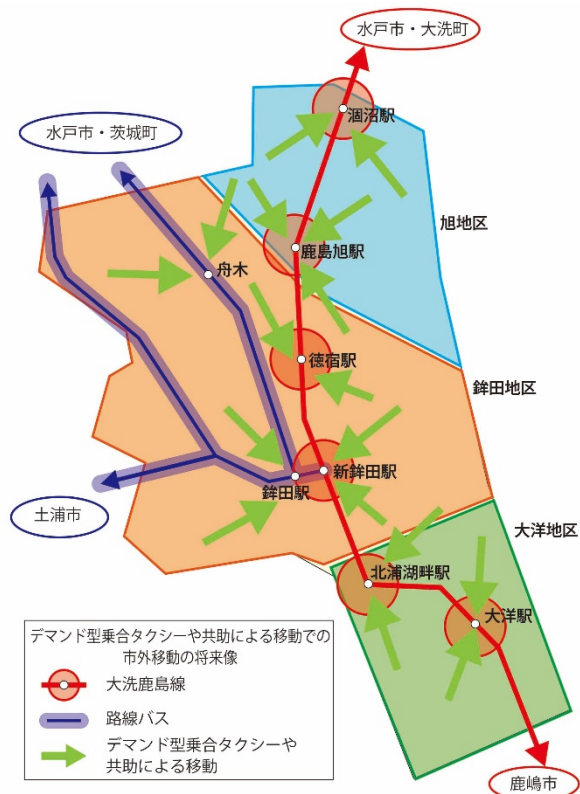 水戸市・大洗町
涸沼駅
水戸市・茨城町
旭地区
鹿島旭駅
舟木
徳宿駅
鉾田地区
新鉾田駅
鉾田駅
土浦市
大洋地区
北浦湖畔駅
大洋駅
デマンド型乗合タクシーや共助による移動での
市外移動の将来像
大洗鹿島線
路線バス
デマンド型乗合タクシーや
共助による移動
鹿嶋市